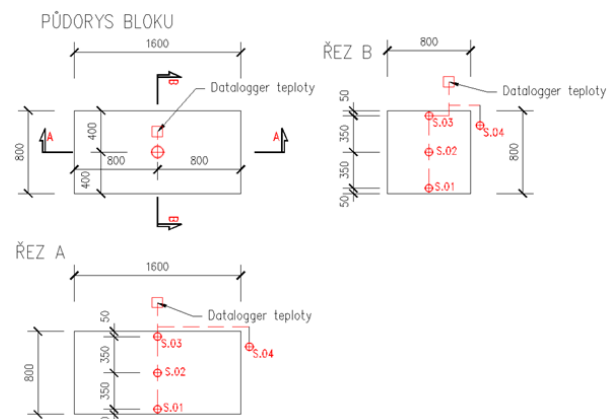 PŮDORYS BLOKU
1600
B
Datalogger teploty
A
A
800
400
400
800
800
B
ŘEZ B
800
Datalogger teploty
50
350
350
50
S.03
S.04
S.02
S.01
800
ŘEZ A
1600
Datalogger teploty
50
350
350
800
S.03
S.04
S.02
S.01